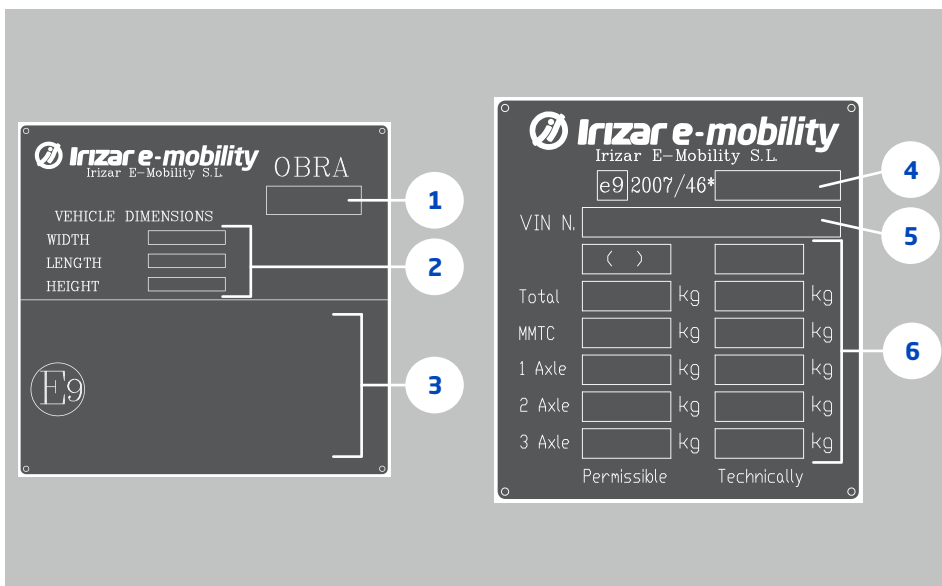 Irizar e-mobility
Irizar E-Mobility S.L.
OBRA
VEHICLE DIMENSIONS
WIDTH
LENGTH
HEIGHT
E9
1
2
3
Irizar e-mobility
Irizar E-Mobility S.L.
e9 2007/46*
VIN N.
( )
Total kg kg
MMTC kg kg
1 Axle kg kg
2 Axle kg kg
3 Axle kg kg
Permissible Technically
4
5
6